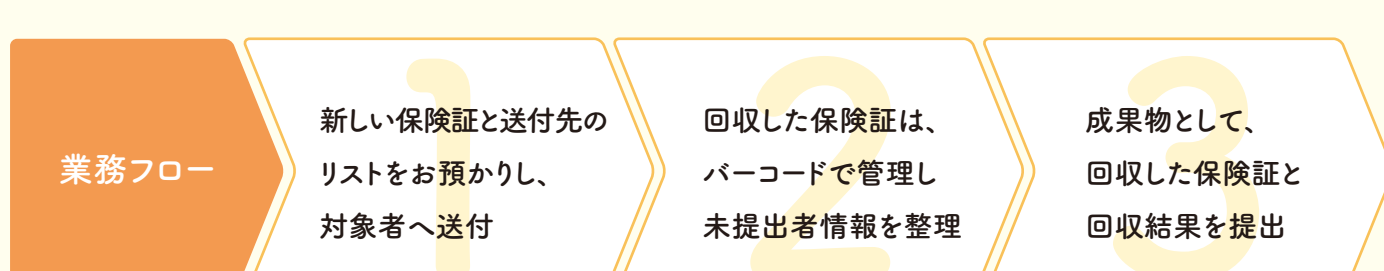 業務フロー
1
新しい保険証と送付先の
リストをお預かりし、
対象者へ送付
2
回収した保険証は、
バーコードで管理し
未提出者情報を整理
3
成果物として、
回収した保険証と
回収結果を提出